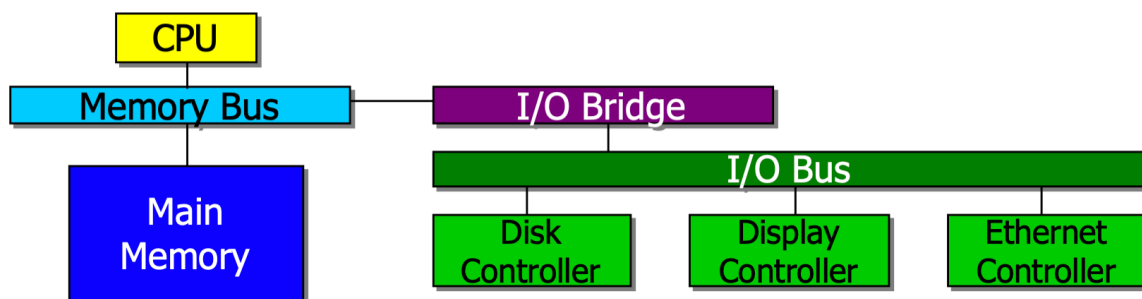 CPU
Memory Bus
I/O Bridge
I/O Bus
Main
Memory
Disk
Controller
Display
Controller
Ethernet
Controller